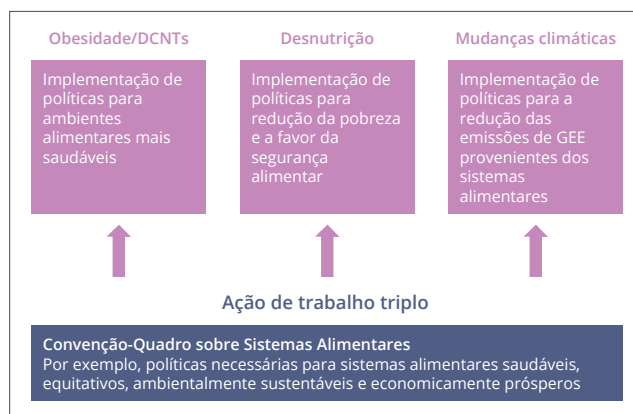 Obesidade/DCNTs
Implementação de
políticas para
ambientes
alimentares mais
saudáveis
Desnutrição
Implementação de
políticas para
redução da pobreza
e a favor da
segurança
alimentar
Mudanças climáticas
Implementação de
políticas para a
redução das
emissões de GEE
provenientes dos
sistemas
alimentares
Ação de trabalho triplo
Convenção-Quadro sobre Sistemas Alimentares
Por exemplo, políticas necessárias para sistemas alimentares saudáveis,
equitativos, ambientalmente sustentáveis e economicamente prósperos